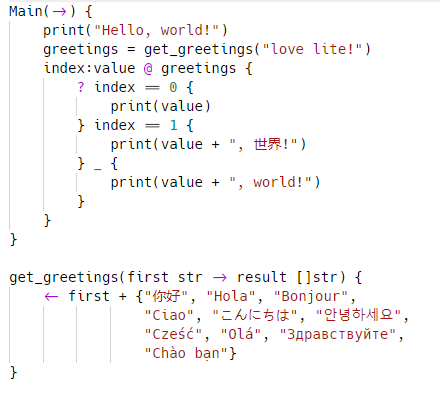 Main(->) {
    print("Hello, world!")
    greetings = get_greetings("love lite!")
    index:value @ greetings {
        ? index == 0 {
            print(value)
        } index == 1 {
            print(value + ", 世界!")
        } _ {
            print(value + ", world!")
        }
    }
}

get_greetings(first str -> result []str) {
    <- first + {"你好", "Hola", "Bonjour",
                "Ciao", "こんにちは", "안녕하세요",
                "Cześć", "Olá", "Здравствуйте",
                "Chào bạn"}
}